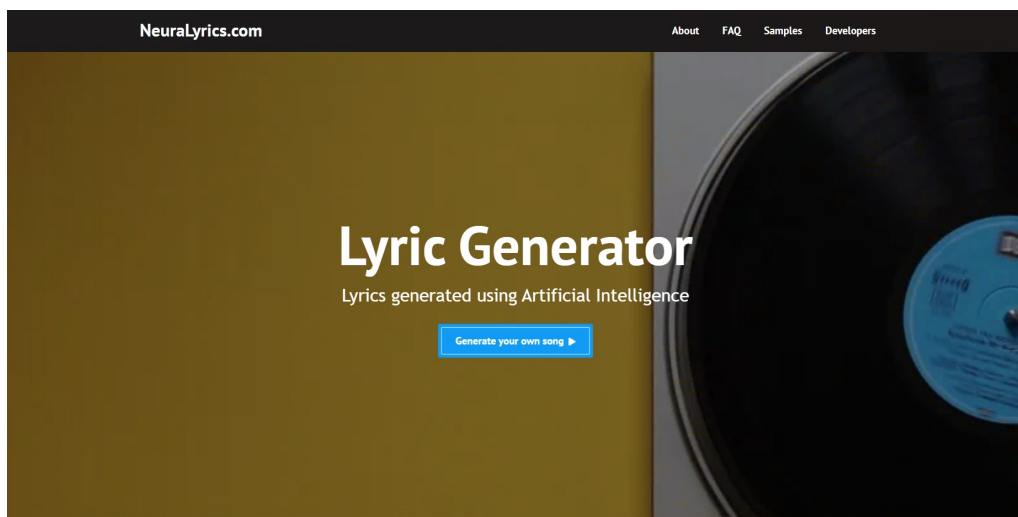 NeuraLyrics.com
About FAQ Samples Developers
Lyric Generator
Lyrics generated using Artificial Intelligence
Generate your own song